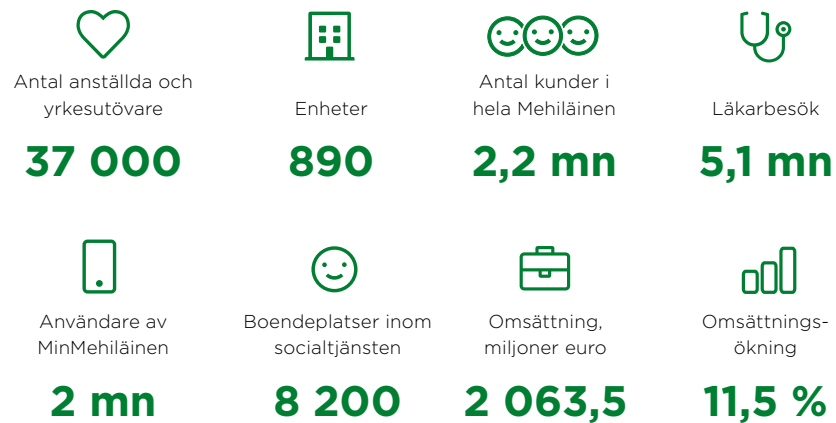 Antal anställda och
yrkesutövare
37 000
Enheter
890
Antal kunder i
hela Mehiläinen
2,2 mn
Läkarbesök
5,1 mn
Användare av
MinMehiläinen
2 mn
Boendeplatser inom
socialtjänsten
8 200
Omsättning,
miljoner euro
2 063,5
Omsättnings-
ökning
11,5 %